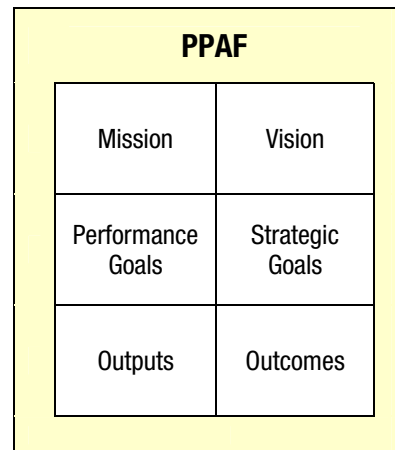 PPAF
Mission
Vision
Performance
Goals
Strategic
Goals
Outputs
Outcomes